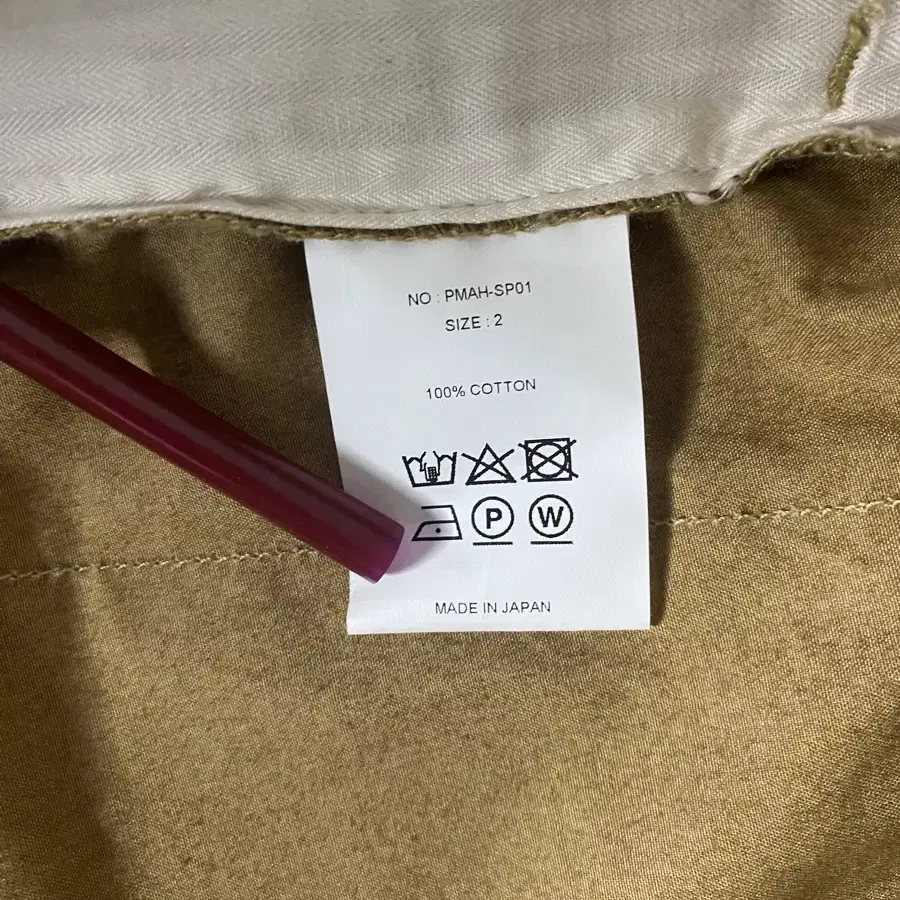 NO : PMAH-SP01
SIZE : 2
100% COTTON
P W
MADE IN JAPAN